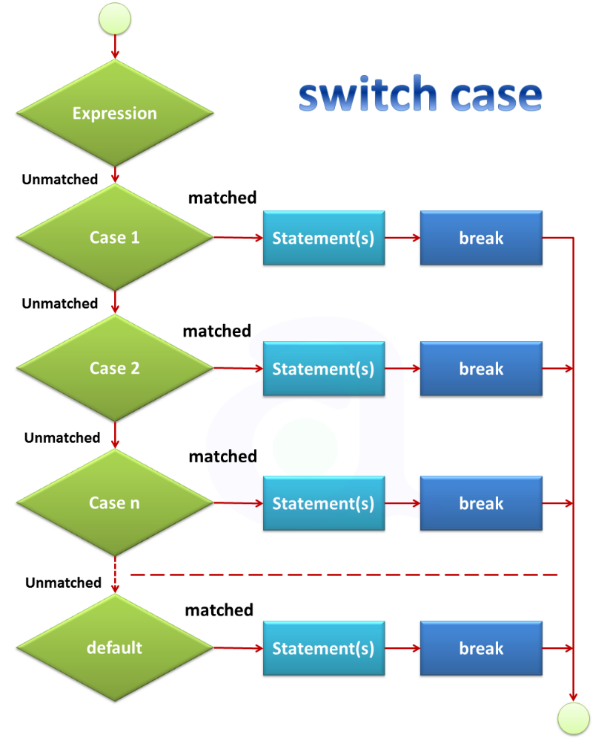 switch case
Expression
Unmatched
matched
Case 1
Statement(s)
break
Unmatched
matched
Case 2
Statement(s)
break
Unmatched
matched
Case n
Statement(s)
break
Unmatched
matched
default
Statement(s)
break